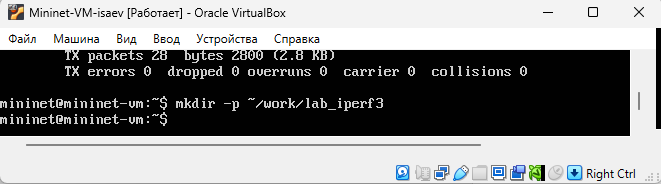 Mininet-VM-isaev [Работает] - Oracle VirtualBox
Файл Машина Вид Ввод Устройства Справка
TX packets 28 bytes 2800 (2.8 KB)
TX errors 0 dropped 0 overruns 0 carrier 0 collisions 0
mininet@mininet-vm:~$ mkdir -p ~/work/lab_iperf3
mininet@mininet-vm:~$
Right Ctrl